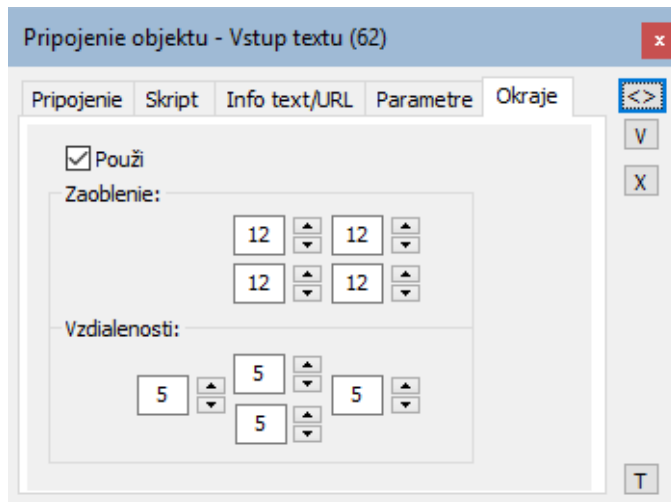 Pripojenie objektu - Vstup textu (62) x
Pripojenie Skript Info text/URL Parametre Okraje <>
V
Použi
X
Zaoblenie:
12 12
12 12
Vzdialenosti:
5
5 5
5
T